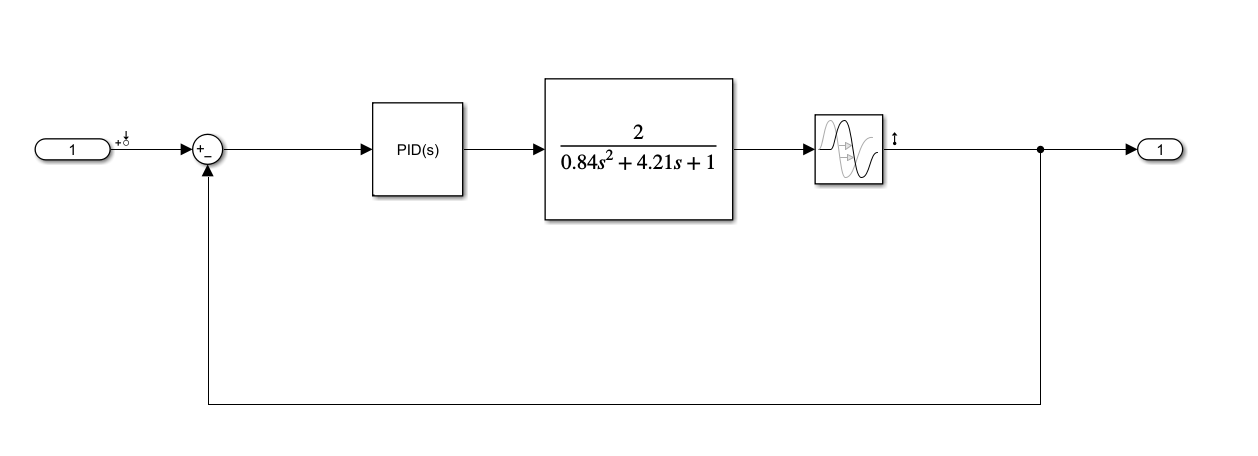 1
+
−
PID(s)
2
0.84s² + 4.21s + 1
1